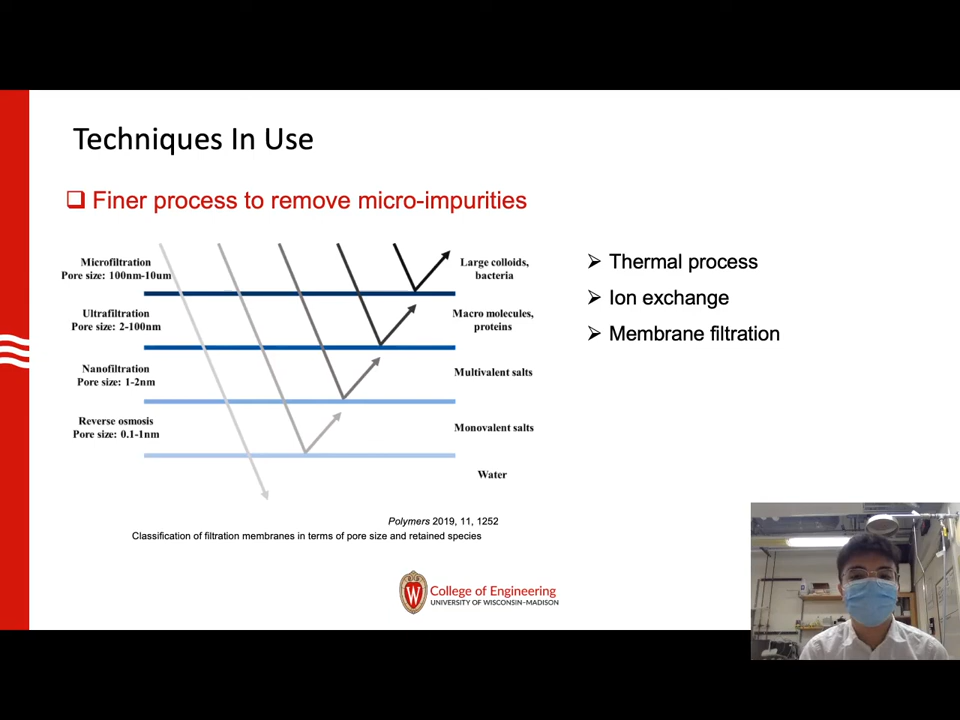 Techniques In Use
Finer process to remove micro-impurities
Microfiltration
Pore size: 100nm-10um
Large colloids,
bacteria
Ultrafiltration
Pore size: 2-100nm
Macro molecules,
proteins
Nanofiltration
Pore size: 1-2nm
Multivalent salts
Reverse osmosis
Pore size: 0.1-1nm
Monovalent salts
Water
Polymers 2019, 11, 1252
Classification of filtration membranes in terms of pore size and retained species
Thermal process
Ion exchange
Membrane filtration
W
College of Engineering
UNIVERSITY OF WISCONSIN-MADISON